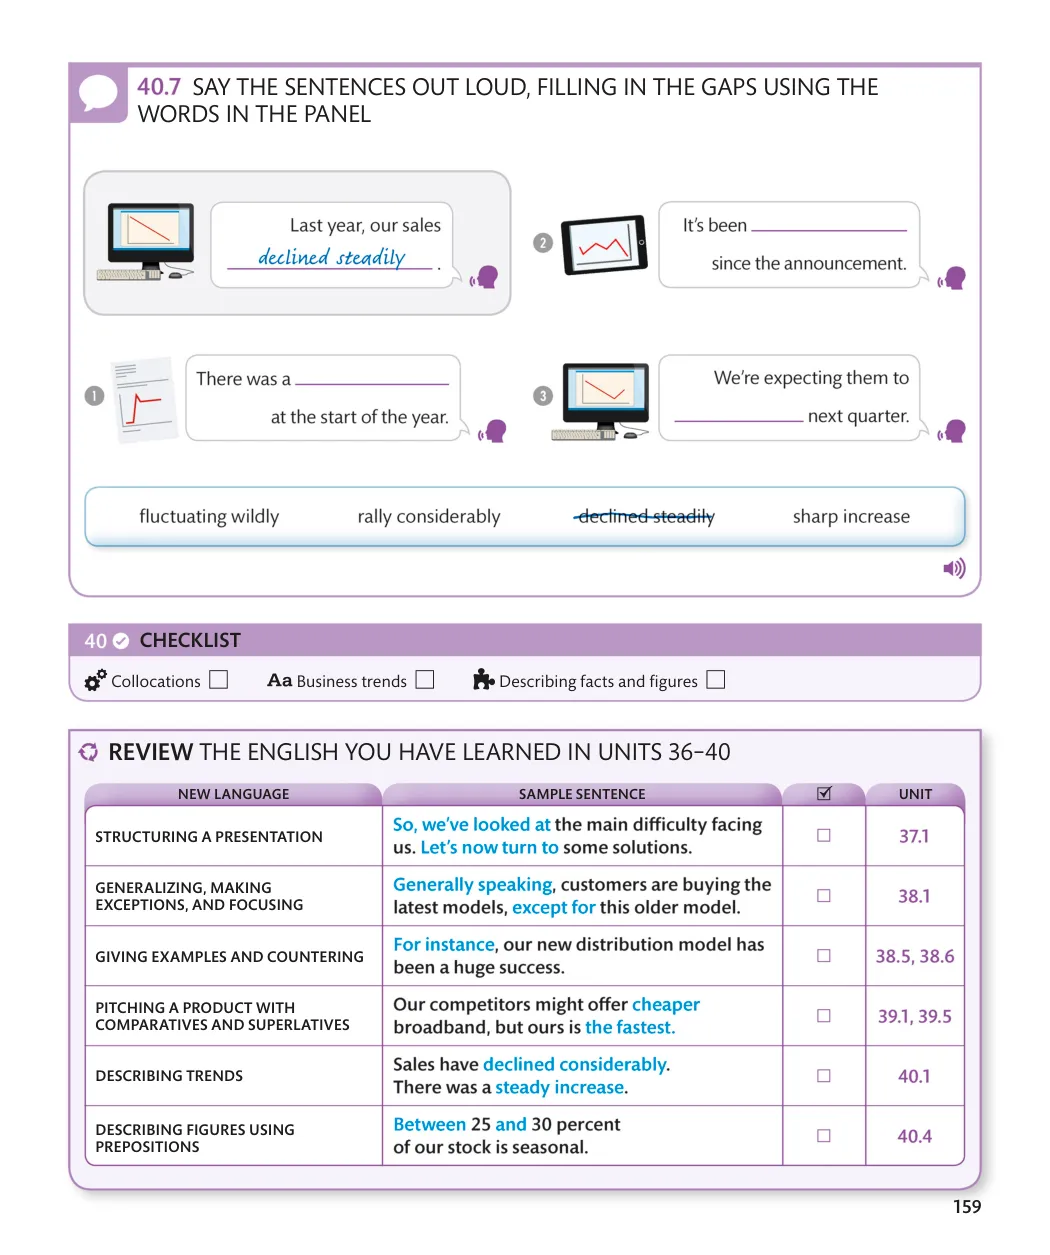 40.7 SAY THE SENTENCES OUT LOUD, FILLING IN THE GAPS USING THE
WORDS IN THE PANEL
Last year, our sales
declined steadily .
2
It's been
since the announcement.
1
There was a
at the start of the year.
3
We're expecting them to
next quarter.
fluctuating wildly rally considerably declined steadily sharp increase
40 CHECKLIST
Collocations Aa Business trends Describing facts and figures
REVIEW THE ENGLISH YOU HAVE LEARNED IN UNITS 36–40
NEW LANGUAGE SAMPLE SENTENCE UNIT
STRUCTURING A PRESENTATION
So, we've looked at the main difficulty facing
us. Let's now turn to some solutions.
37.1
GENERALIZING, MAKING
EXCEPTIONS, AND FOCUSING
Generally speaking, customers are buying the
latest models, except for this older model.
38.1
GIVING EXAMPLES AND COUNTERING
For instance, our new distribution model has
been a huge success.
38.5, 38.6
PITCHING A PRODUCT WITH
COMPARATIVES AND SUPERLATIVES
Our competitors might offer cheaper
broadband, but ours is the fastest.
39.1, 39.5
DESCRIBING TRENDS
Sales have declined considerably.
There was a steady increase.
40.1
DESCRIBING FIGURES USING
PREPOSITIONS
Between 25 and 30 percent
of our stock is seasonal.
40.4
159